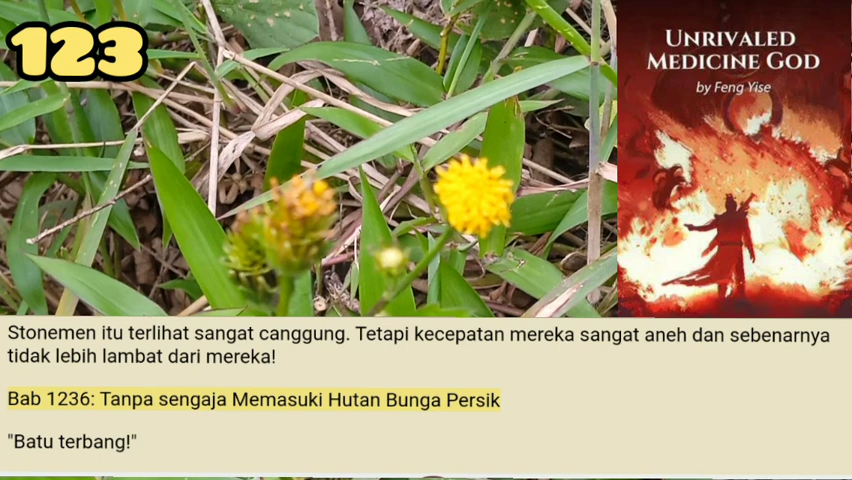 123
UNRIVALED
MEDICINE GOD
by Feng Yise
Stonemen itu terlihat sangat canggung. Tetapi kecepatan mereka sangat aneh dan sebenarnya
tidak lebih lambat dari mereka!
Bab 1236: Tanpa sengaja Memasuki Hutan Bunga Persik
"Batu terbang!"